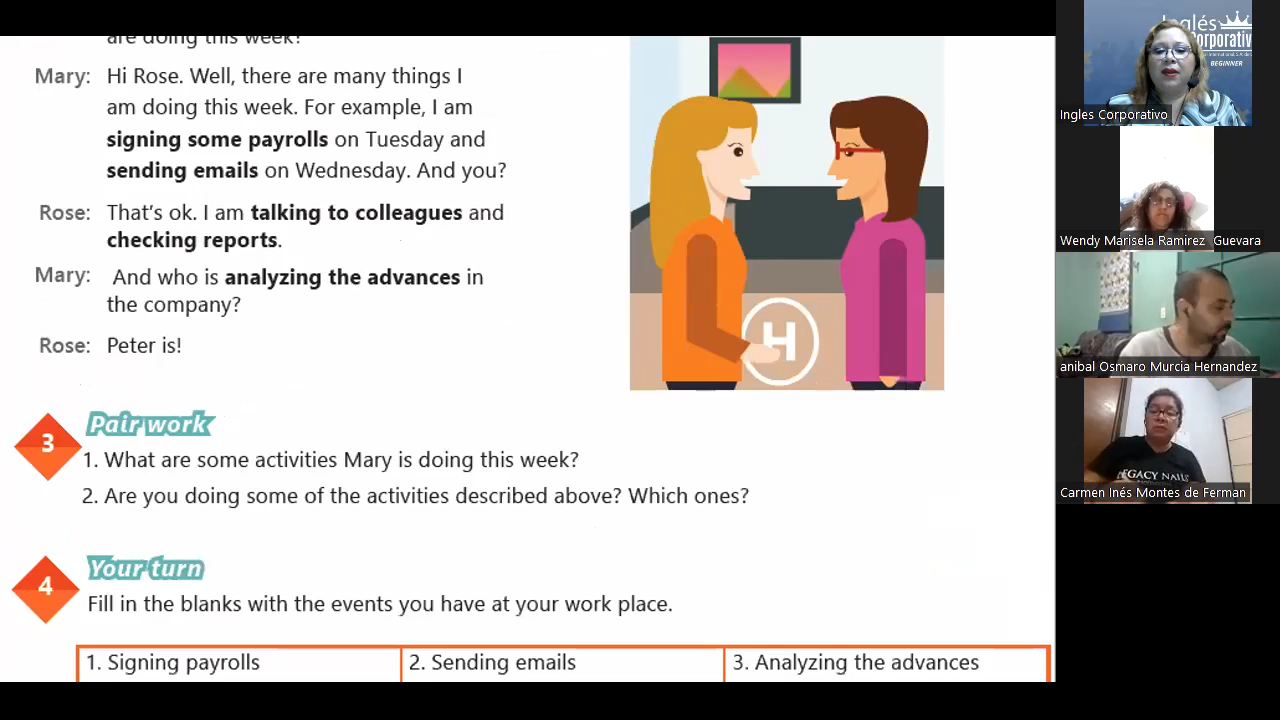 are doing this week?
Mary: Hi Rose. Well, there are many things I
am doing this week. For example, I am
signing some payrolls on Tuesday and
sending emails on Wednesday. And you?
Rose: That's ok. I am talking to colleagues and
checking reports.
Mary: And who is analyzing the advances in
the company?
Rose: Peter is!
H
3 Pair work
1. What are some activities Mary is doing this week?
2. Are you doing some of the activities described above? Which ones?
4 Your turn
Fill in the blanks with the events you have at your work place.
1. Signing payrolls 2. Sending emails 3. Analyzing the advances
Inglés
Corporativ
BEGINNER
Ingles Corporativo
Wendy Marisela Ramirez Guevara
anibal Osmaro Murcia Hernandez
LEGACY NAILS
Carmen Inés Montes de Ferman